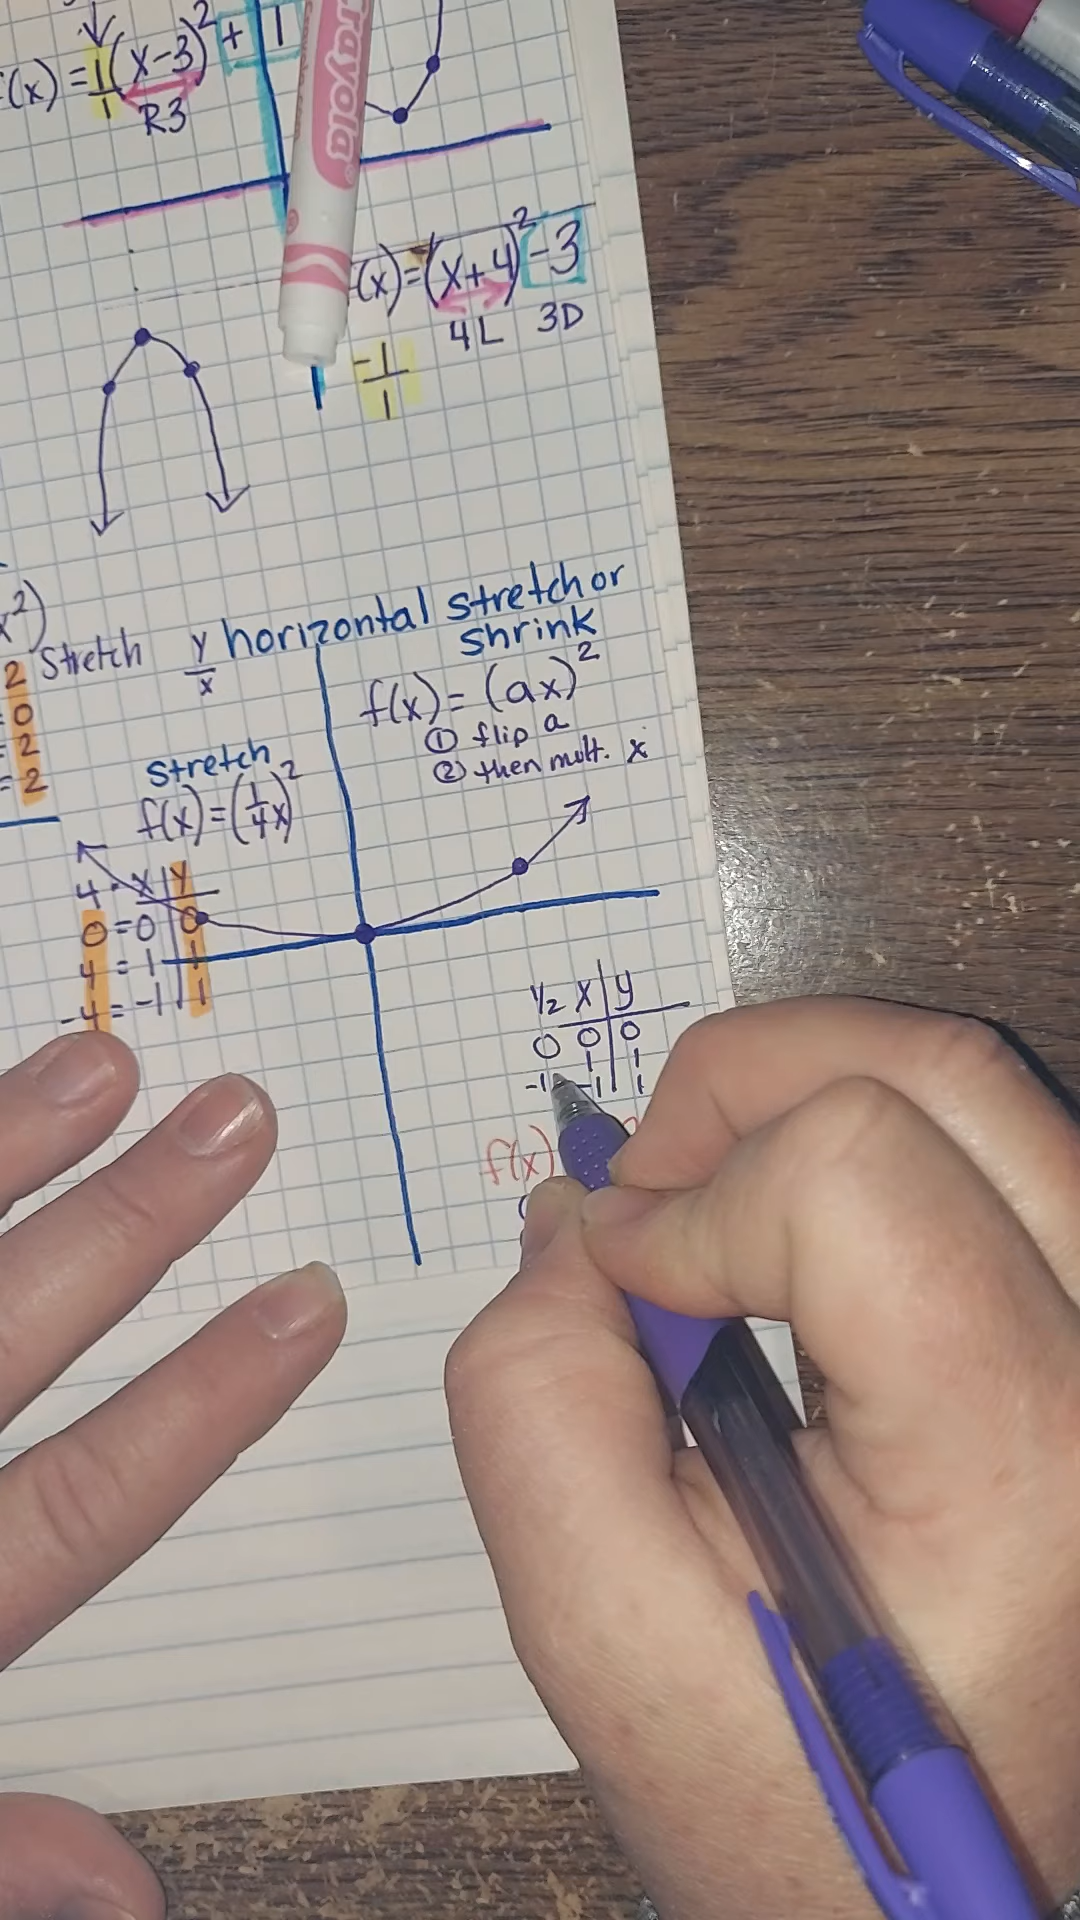 f(x) = 1/1 (x-3)² + 1
R3
rayola
(x) = -(x+4)² -3
4L 3D
-1/1
x²)
2 Stretch y/x
horizontal stretch or
shrink
= 0
= 2
= 2
f(x) = (ax)²
① flip a
② then mult. x
stretch
f(x) = (1/4x)²
4 · x | y
0 = 0 | 0
4 = 1 | 1
-4 = -1 | 1
1/2 x | y
0 0 | 0
1 | 1
-1 -1 | 1
f(x)